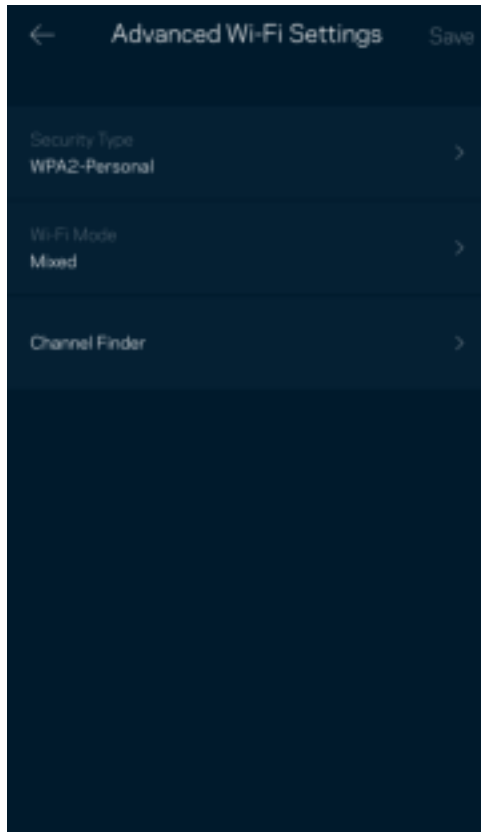 Advanced Wi-Fi Settings Save
Security Type
WPA2-Personal
Wi-Fi Mode
Mixed
Channel Finder